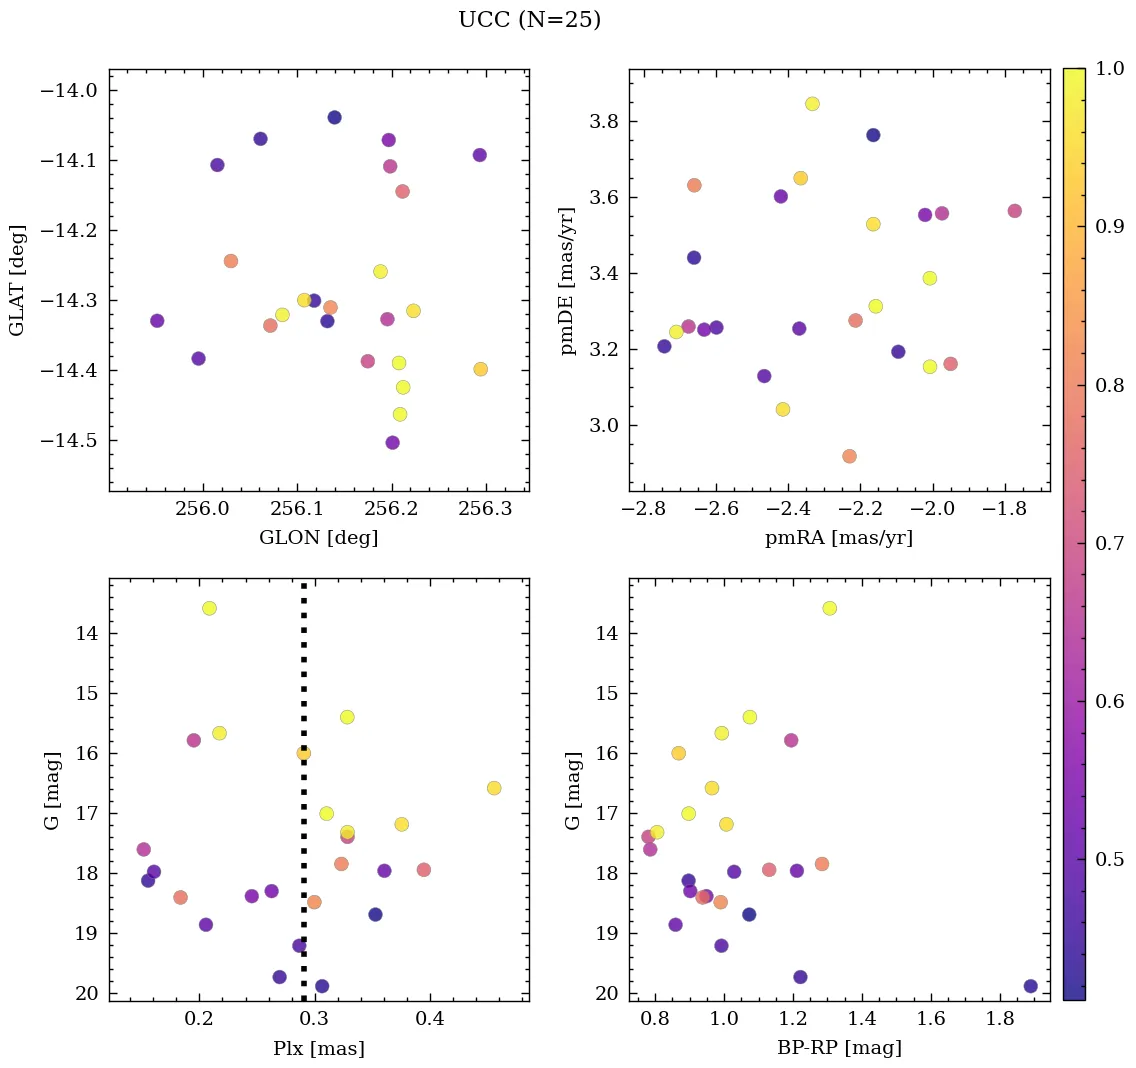 UCC (N=25)
−14.0
−14.1
−14.2
−14.3
−14.4
−14.5
GLAT [deg]
256.0 256.1 256.2 256.3
GLON [deg]
3.8
3.6
3.4
3.2
3.0
pmDE [mas/yr]
−2.8 −2.6 −2.4 −2.2 −2.0 −1.8
pmRA [mas/yr]
14
15
16
17
18
19
20
G [mag]
0.2 0.3 0.4
Plx [mas]
14
15
16
17
18
19
20
G [mag]
0.8 1.0 1.2 1.4 1.6 1.8
BP-RP [mag]
1.0
0.9
0.8
0.7
0.6
0.5